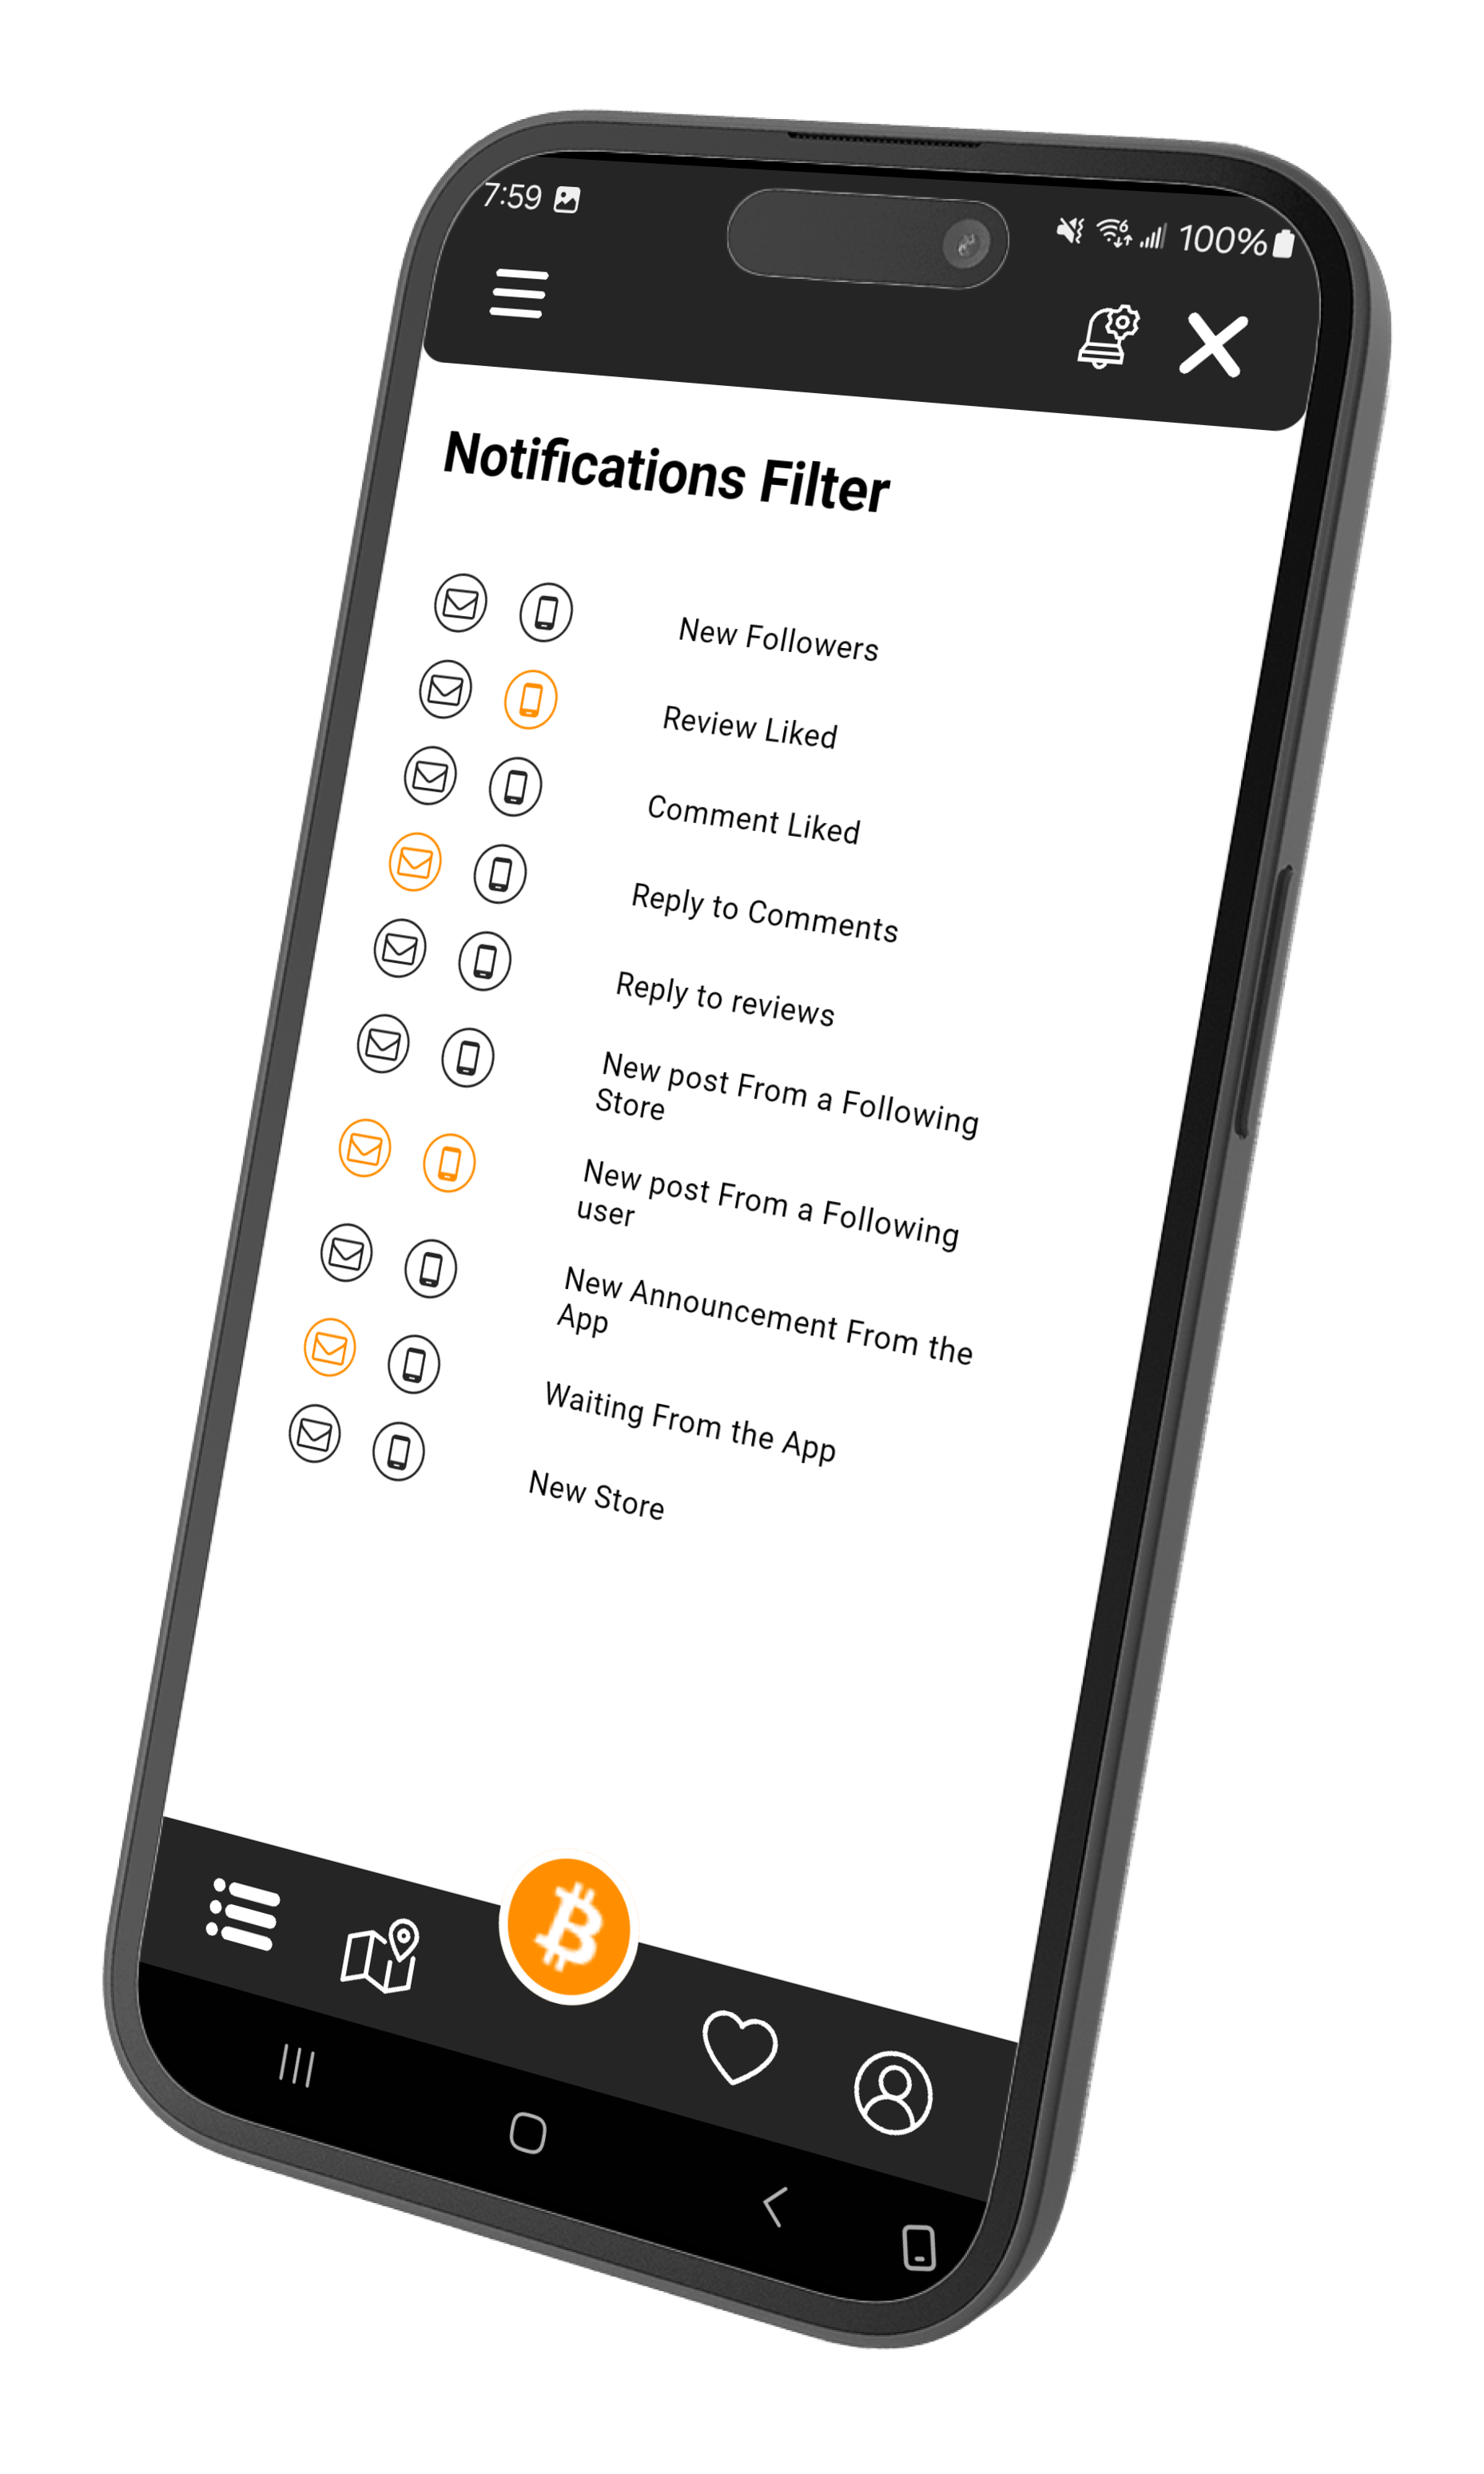 7:59
6
100%
Notifications Filter
New Followers
Review Liked
Comment Liked
Reply to Comments
Reply to reviews
New post From a Following
Store
New post From a Following
user
New Announcement From the
App
Waiting From the App
New Store